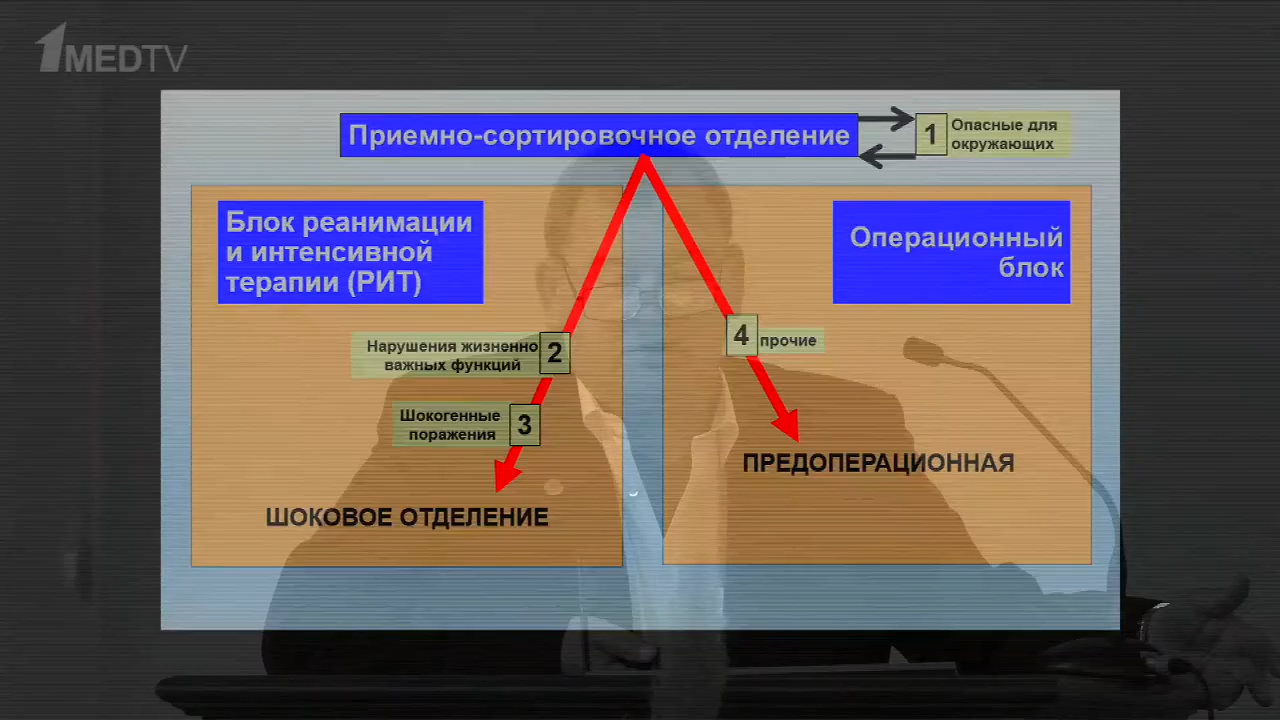 1MEDTV
Приемно-сортировочное отделение
1
Опасные для
окружающих
Блок реанимации
и интенсивной
терапии (РИТ)
Операционный
блок
Нарушения жизненно
важных функций
2
4
прочие
Шокогенные
поражения
3
ШОКОВОЕ ОТДЕЛЕНИЕ
ПРЕДОПЕРАЦИОННАЯ